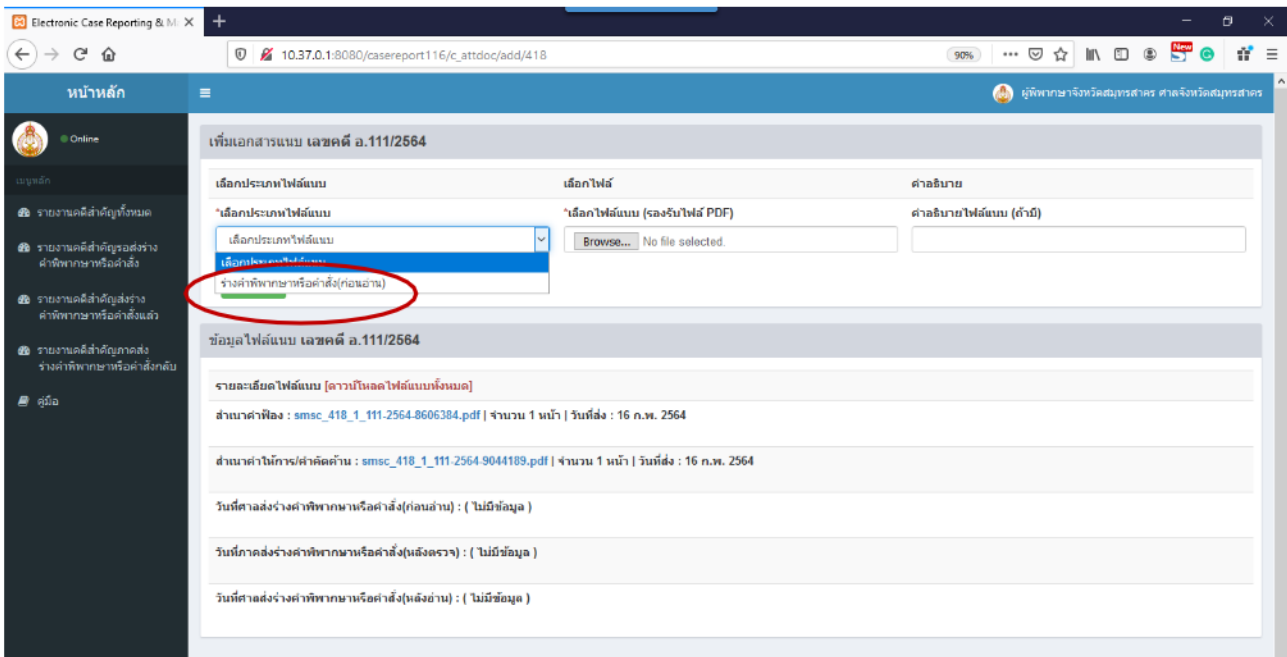 Electronic Case Reporting & M
10.37.0.1:8080/casereport116/c_attdoc/add/418
90%
New
หน้าหลัก
ผู้พิพากษาจังหวัดสมุทรสาคร ศาลจังหวัดสมุทรสาคร
Online
เมนูหลัก
รายงานคดีสำคัญทั้งหมด
รายงานคดีสำคัญรอส่งร่าง
คำพิพากษาหรือคำสั่ง
รายงานคดีสำคัญส่งร่าง
คำพิพากษาหรือคำสั่งแล้ว
รายงานคดีสำคัญภาคส่ง
ร่างคำพิพากษาหรือคำสั่งกลับ
คู่มือ
เพิ่มเอกสารแนบ เลขคดี อ.111/2564
เลือกประเภทไฟล์แนบ เลือกไฟล์ คำอธิบาย
*เลือกประเภทไฟล์แนบ *เลือกไฟล์แนบ (รองรับไฟล์ PDF) คำอธิบายไฟล์แนบ (ถ้ามี)
เลือกประเภทไฟล์แนบ Browse... No file selected.
เลือกประเภทไฟล์แนบ
ร่างคำพิพากษาหรือคำสั่ง(ก่อนอ่าน)
ข้อมูลไฟล์แนบ เลขคดี อ.111/2564
รายละเอียดไฟล์แนบ [ดาวน์โหลดไฟล์แนบทั้งหมด]
สำเนาคำฟ้อง : smsc_418_1_111-2564-8606384.pdf | จำนวน 1 หน้า | วันที่ส่ง : 16 ก.พ. 2564
สำเนาคำให้การ/คำคัดค้าน : smsc_418_1_111-2564-9044189.pdf | จำนวน 1 หน้า | วันที่ส่ง : 16 ก.พ. 2564
วันที่ศาลส่งร่างคำพิพากษาหรือคำสั่ง(ก่อนอ่าน) : ( ไม่มีข้อมูล )
วันที่ภาคส่งร่างคำพิพากษาหรือคำสั่ง(หลังตรวจ) : ( ไม่มีข้อมูล )
วันที่ศาลส่งร่างคำพิพากษาหรือคำสั่ง(หลังอ่าน) : ( ไม่มีข้อมูล )